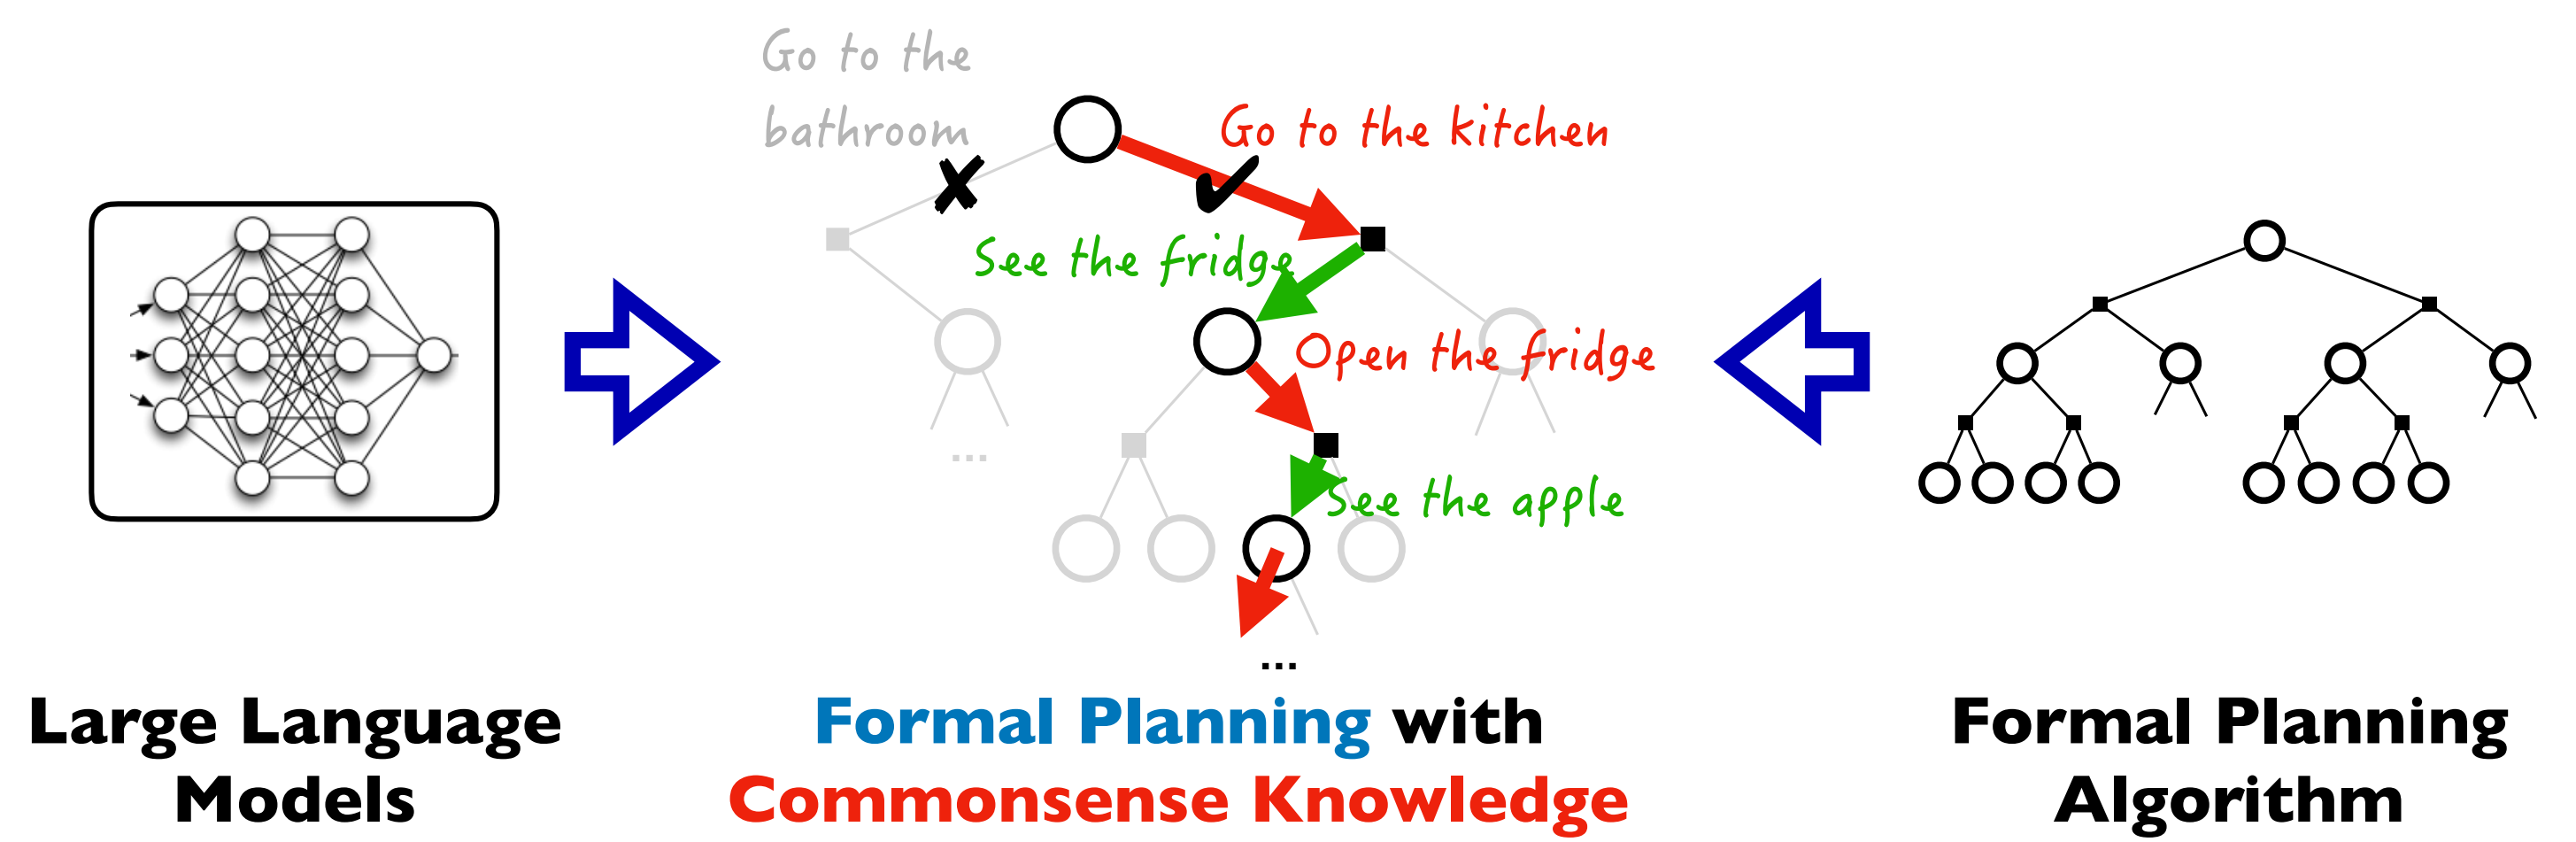 Go to the
bathroom
Go to the kitchen
See the fridge
Open the fridge
...
See the apple
...
Large Language
Models
Formal Planning with
Commonsense Knowledge
Formal Planning
Algorithm